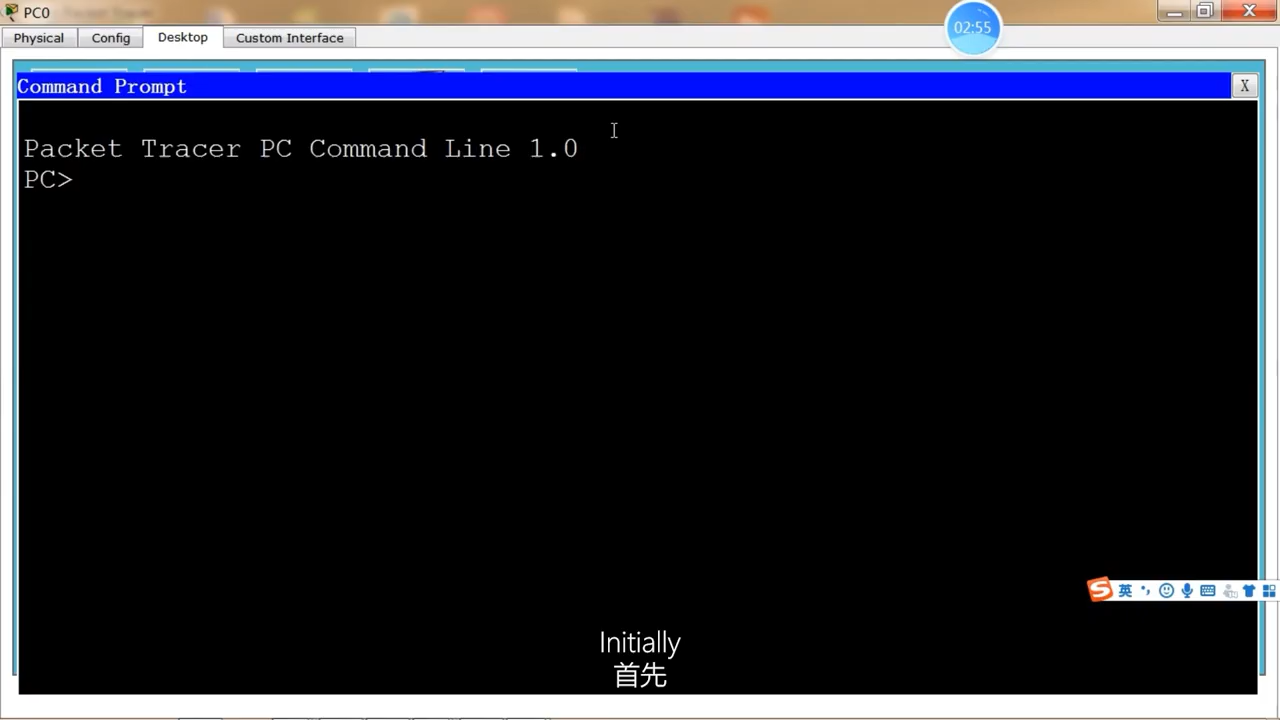 PC0
02:55
Physical
Config
Desktop
Custom Interface
Command Prompt
X
Packet Tracer PC Command Line 1.0
PC>
英
Initially
首先